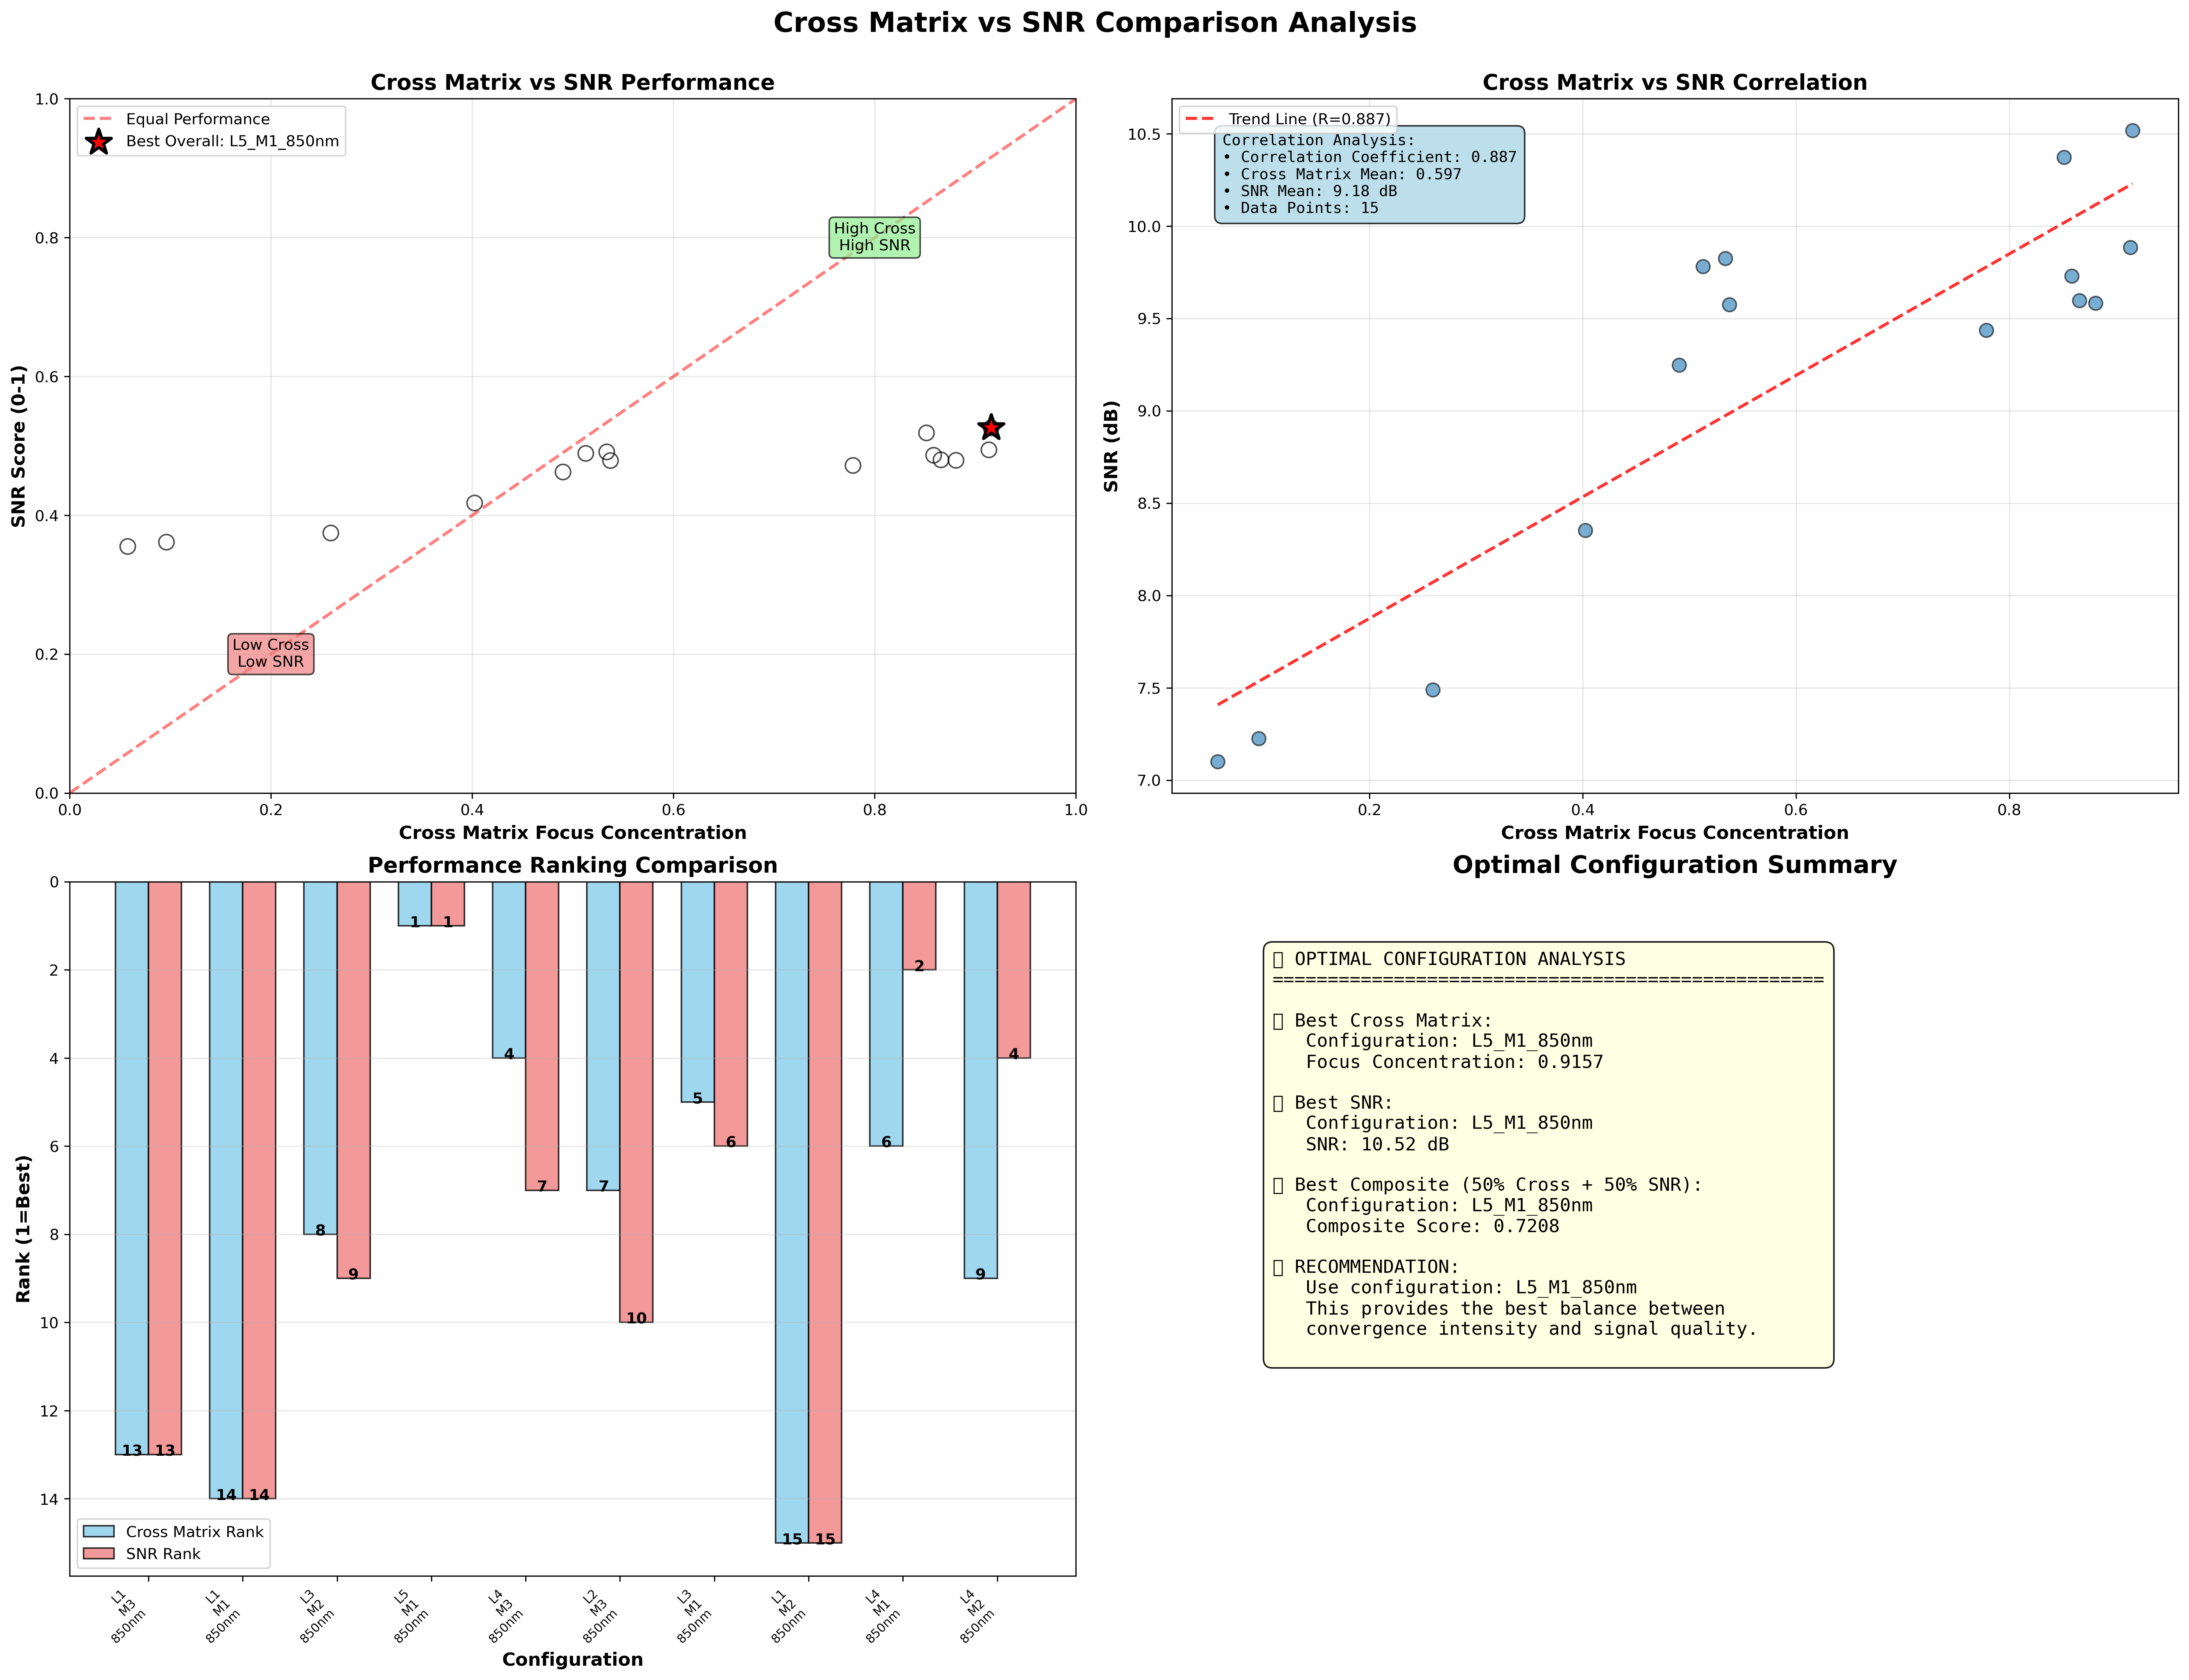 Cross Matrix vs SNR Comparison Analysis
Cross Matrix vs SNR Performance
1.0
0.8
0.6
0.4
0.2
0.0
SNR Score (0-1)
Equal Performance
Best Overall: L5_M1_850nm
High Cross
High SNR
Low Cross
Low SNR
0.0 0.2 0.4 0.6 0.8 1.0
Cross Matrix Focus Concentration
Cross Matrix vs SNR Correlation
10.5
10.0
9.5
9.0
8.5
8.0
7.5
7.0
SNR (dB)
Trend Line (R=0.887)
Correlation Analysis:
• Correlation Coefficient: 0.887
• Cross Matrix Mean: 0.597
• SNR Mean: 9.18 dB
• Data Points: 15
0.2 0.4 0.6 0.8
Cross Matrix Focus Concentration
Performance Ranking Comparison
0
2
4
6
8
10
12
14
Rank (1=Best)
13 13
14 14
8 9
1 1
4 7
7 10
5 6
15 15
6 2
9 4
Cross Matrix Rank
SNR Rank
L1
M3
850nm
L1
M1
850nm
L3
M2
850nm
L5
M1
850nm
L4
M3
850nm
L2
M3
850nm
L3
M1
850nm
L1
M2
850nm
L4
M1
850nm
L4
M2
850nm
Configuration
Optimal Configuration Summary
OPTIMAL CONFIGURATION ANALYSIS
==================================================
Best Cross Matrix:
Configuration: L5_M1_850nm
Focus Concentration: 0.9157
Best SNR:
Configuration: L5_M1_850nm
SNR: 10.52 dB
Best Composite (50% Cross + 50% SNR):
Configuration: L5_M1_850nm
Composite Score: 0.7208
RECOMMENDATION:
Use configuration: L5_M1_850nm
This provides the best balance between
convergence intensity and signal quality.